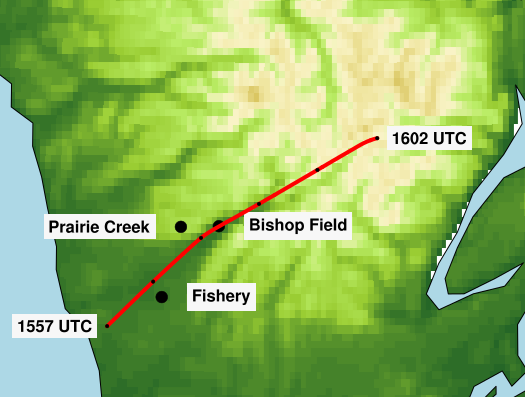 1602 UTC
Prairie Creek
Bishop Field
Fishery
1557 UTC